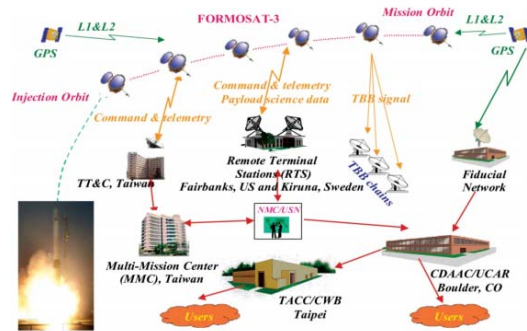 L1&L2
FORMOSAT-3
Mission Orbit
L1&L2
GPS
GPS
Injection Orbit
Command & telemetry
Payload science data
TBB signal
Command & telemetry
TT&C, Taiwan
Remote Terminal
Stations (RTS)
Fairbanks, US and Kiruna, Sweden
TBB chains
Fiducial
Network
NMC/USN
Multi-Mission Center
(MMC), Taiwan
TACC/CWB
Taipei
CDAAC/UCAR
Boulder, CO
Users
Users